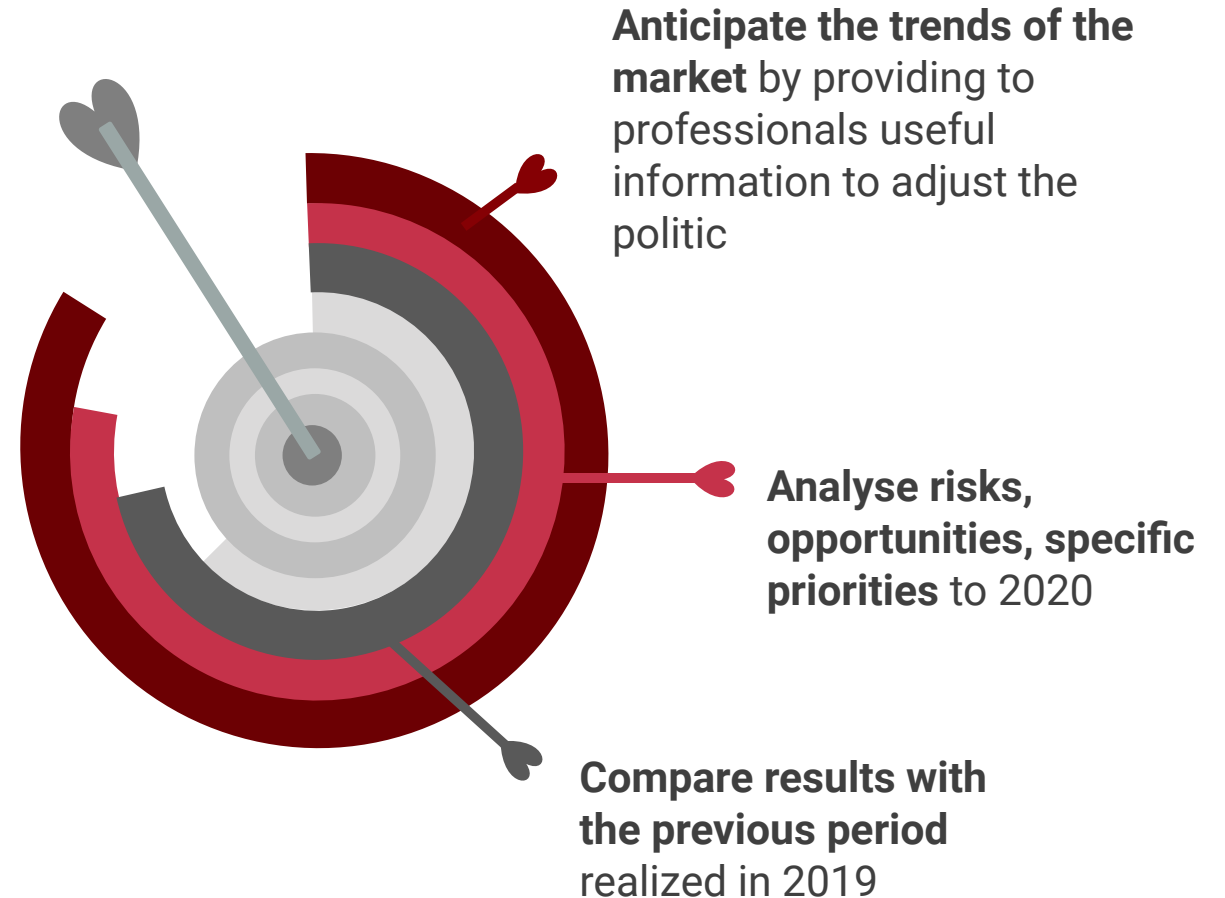 Anticipate the trends of the
market by providing to
professionals useful
information to adjust the
politic
Analyse risks,
opportunities, specific
priorities to 2020
Compare results with
the previous period
realized in 2019